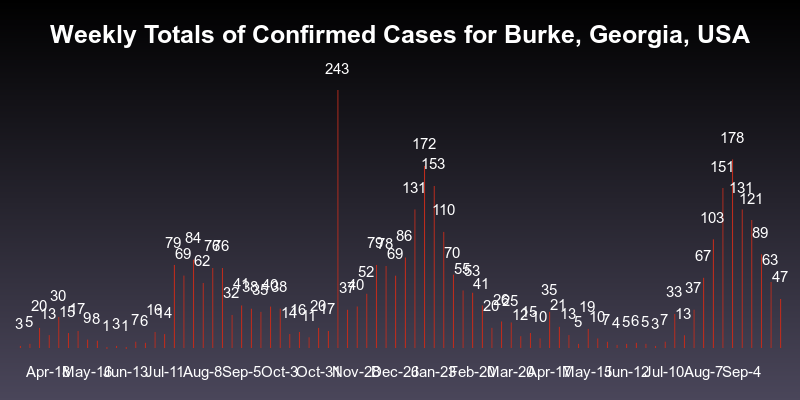 Weekly Totals of Confirmed Cases for Burke, Georgia, USA
3 5 20 13 30 15 17 9 8 1 3 1 7 6 16 14 79 69 84 62 76 76 32 41 38 35 40 38 14 16 11 20 17 243 37 40 52 79 78 69 86 131 172 153 110 70 55 53 41 20 26 25 12 15 10 35 21 13 5 19 10 7 4 5 6 5 3 7 33 13 37 67 103 151 178 131 121 89 63 47
Apr-18 May-16 Jun-13 Jul-11 Aug-8 Sep-5 Oct-3 Oct-31 Nov-28 Dec-26 Jan-23 Feb-20 Mar-20 Apr-17 May-15 Jun-12 Jul-10 Aug-7 Sep-4